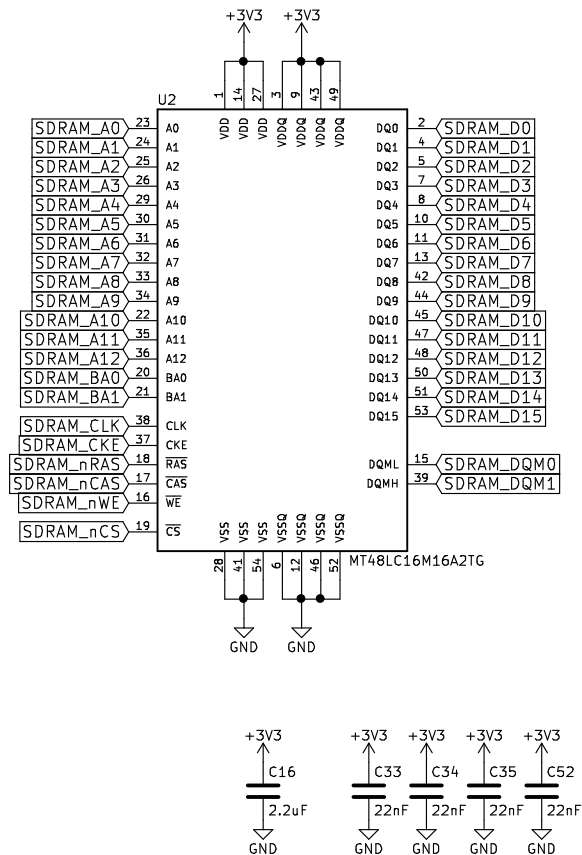 +3V3 +3V3
U2
1 14 27 3 9 43 49
VDD VDD VDD VDDQ VDDQ VDDQ VDDQ
SDRAM_A0 23 A0 DQ0 2 SDRAM_D0
SDRAM_A1 24 A1 DQ1 4 SDRAM_D1
SDRAM_A2 25 A2 DQ2 5 SDRAM_D2
SDRAM_A3 26 A3 DQ3 7 SDRAM_D3
SDRAM_A4 29 A4 DQ4 8 SDRAM_D4
SDRAM_A5 30 A5 DQ5 10 SDRAM_D5
SDRAM_A6 31 A6 DQ6 11 SDRAM_D6
SDRAM_A7 32 A7 DQ7 13 SDRAM_D7
SDRAM_A8 33 A8 DQ8 42 SDRAM_D8
SDRAM_A9 34 A9 DQ9 44 SDRAM_D9
SDRAM_A10 22 A10 DQ10 45 SDRAM_D10
SDRAM_A11 35 A11 DQ11 47 SDRAM_D11
SDRAM_A12 36 A12 DQ12 48 SDRAM_D12
SDRAM_BA0 20 BA0 DQ13 50 SDRAM_D13
SDRAM_BA1 21 BA1 DQ14 51 SDRAM_D14
DQ15 53 SDRAM_D15
SDRAM_CLK 38 CLK
SDRAM_CKE 37 CKE
SDRAM_nRAS 18 RAS DQML 15 SDRAM_DQM0
SDRAM_nCAS 17 CAS DQMH 39 SDRAM_DQM1
SDRAM_nWE 16 WE
SDRAM_nCS 19 CS
VSS VSS VSS VSSQ VSSQ VSSQ VSSQ
28 41 54 6 12 46 52
MT48LC16M16A2TG
GND GND
+3V3 +3V3 +3V3 +3V3 +3V3
C16 C33 C34 C35 C52
2.2uF 22nF 22nF 22nF 22nF
GND GND GND GND GND